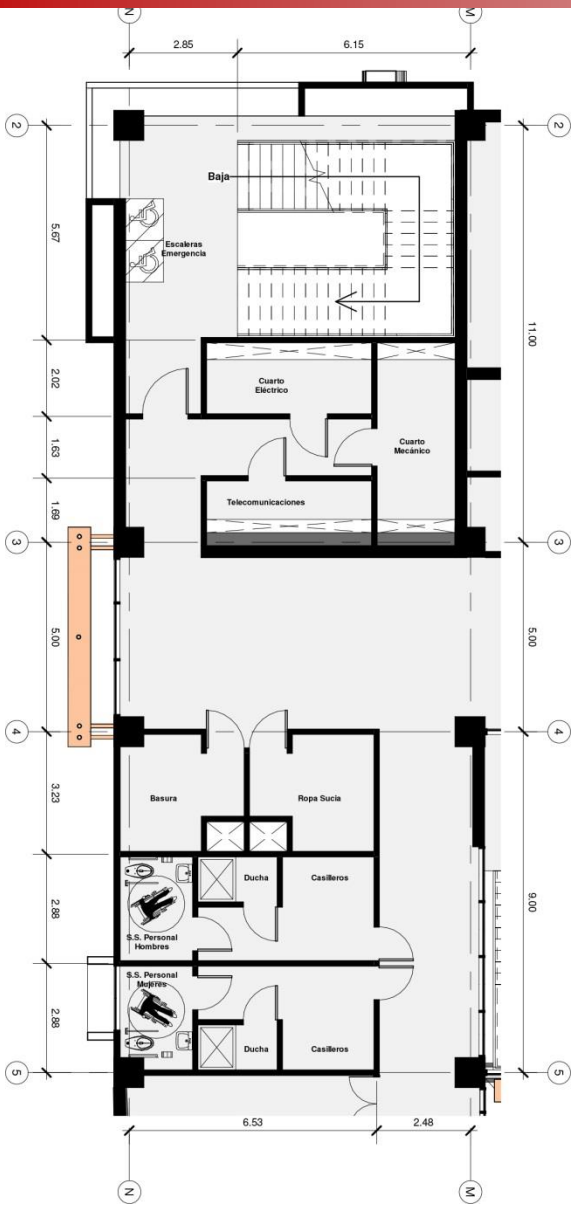 N
M
2.85
6.15
2
2
Baja
5.67
Escaleras
Emergencia
11.00
2.02
Cuarto
Eléctrico
1.63
Cuarto
Mecánico
1.69
Telecomunicaciones
3
3
5.00
5.00
4
4
3.23
Basura
Ropa Sucia
9.00
2.88
Ducha
Casilleros
S.S. Personal
Hombres
2.88
S.S. Personal
Mujeres
Ducha
Casilleros
5
5
6.53
2.48
N
M